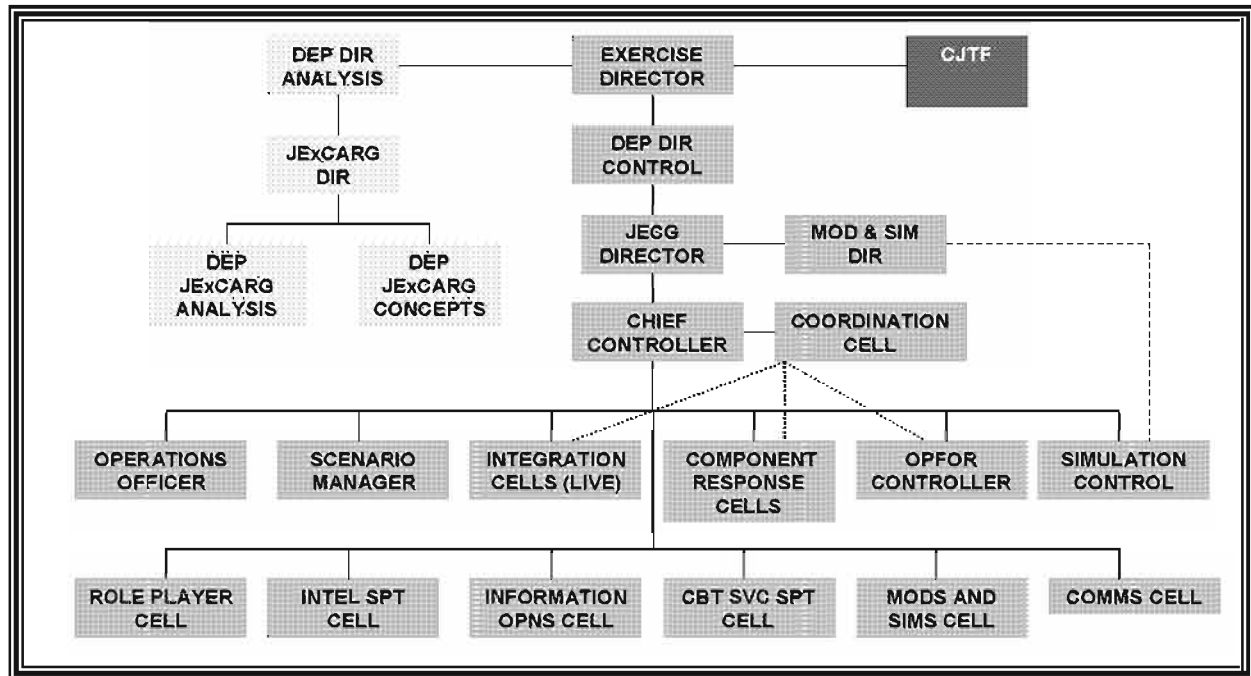 DEP DIR
ANALYSIS
EXERCISE
DIRECTOR
CJTF
JExCARG
DIR
DEP DIR
CONTROL
JECG
DIRECTOR
MOD & SIM
DIR
DEP
JExCARG
ANALYSIS
DEP
JExCARG
CONCEPTS
CHIEF
CONTROLLER
COORDINATION
CELL
OPERATIONS
OFFICER
SCENARIO
MANAGER
INTEGRATION
CELLS (LIVE)
COMPONENT
RESPONSE
CELLS
OPFOR
CONTROLLER
SIMULATION
CONTROL
ROLE PLAYER
CELL
INTEL SPT
CELL
INFORMATION
OPNS CELL
CBT SVC SPT
CELL
MODS AND
SIMS CELL
COMMS CELL